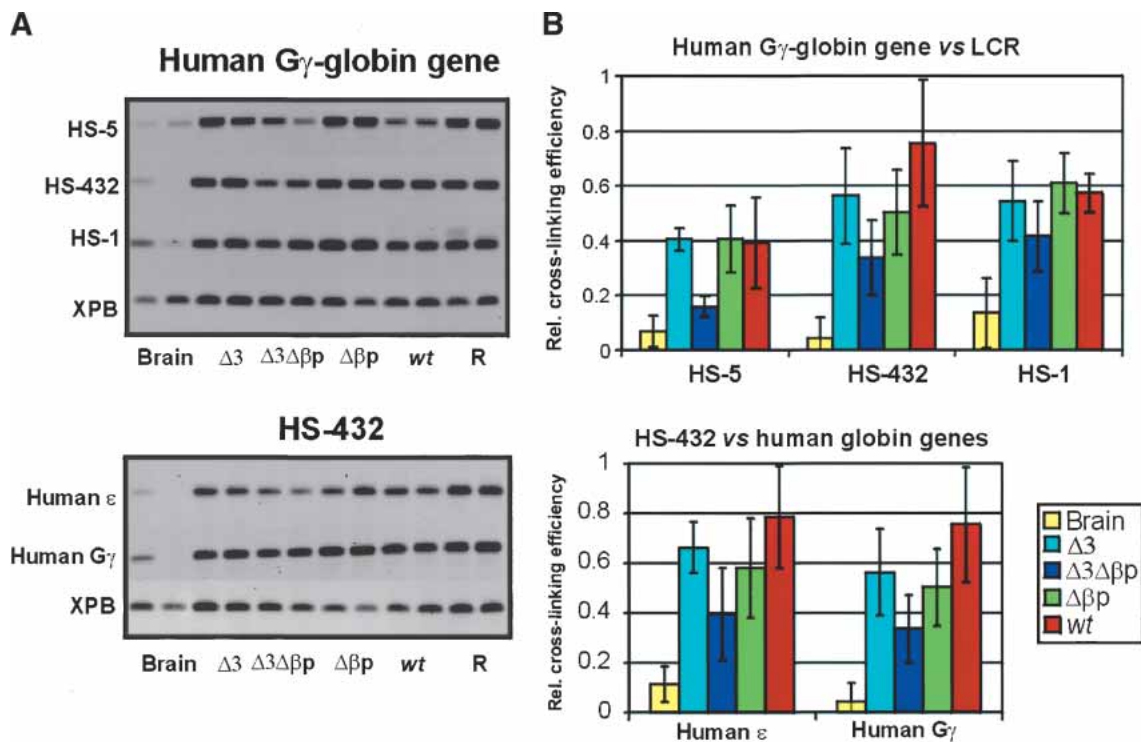 A
Human Gγ-globin gene
HS-5
HS-432
HS-1
XPB
Brain Δ3 Δ3Δβp Δβp wt R
HS-432
Human ε
Human Gγ
XPB
Brain Δ3 Δ3Δβp Δβp wt R
B
Human Gγ-globin gene vs LCR
Rel. cross-linking efficiency
1
0.8
0.6
0.4
0.2
0
HS-5 HS-432 HS-1
HS-432 vs human globin genes
Rel. cross-linking efficiency
1
0.8
0.6
0.4
0.2
0
Human ε Human Gγ
Brain
Δ3
Δ3Δβp
Δβp
wt